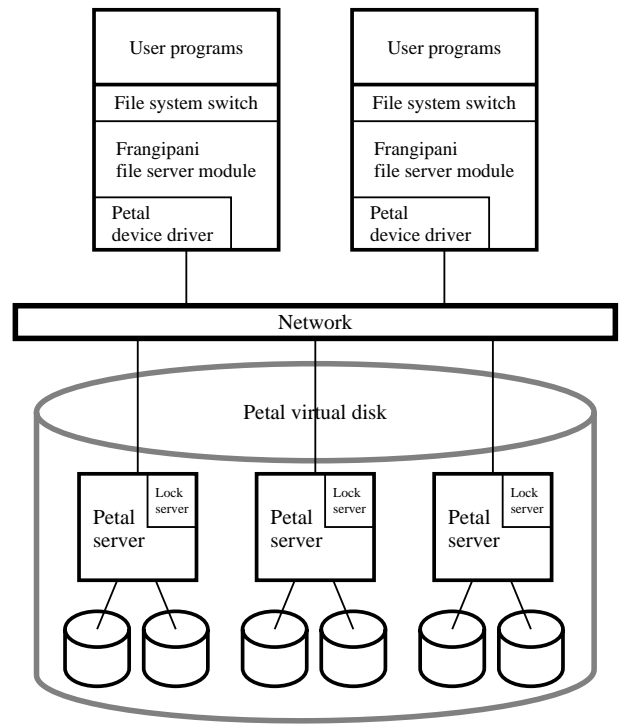 User programs
File system switch
Frangipani
file server module
Petal
device driver
User programs
File system switch
Frangipani
file server module
Petal
device driver
Network
Petal virtual disk
Lock
server
Petal
server
Lock
server
Petal
server
Lock
server
Petal
server